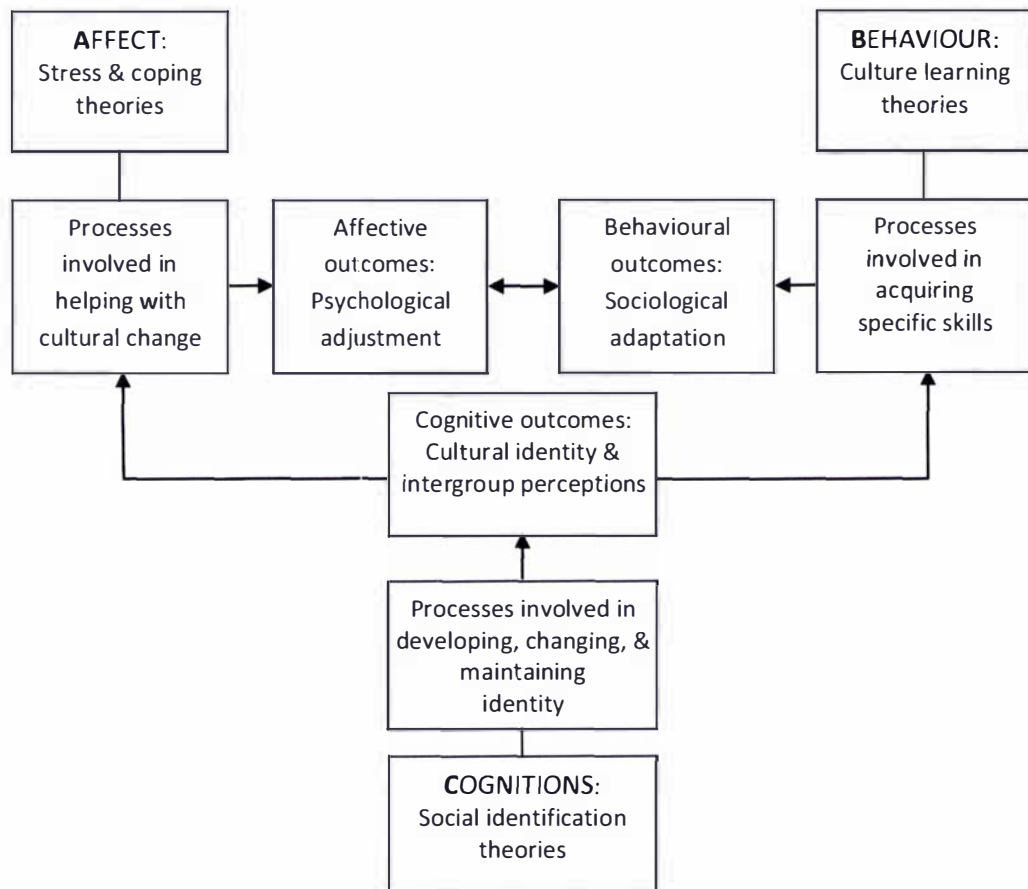 AFFECT:
Stress & coping
theories
BEHAVIOUR:
Culture learning
theories
Processes
involved in
helping with
cultural change
Affective
outcomes:
Psychological
adjustment
Behavioural
outcomes:
Sociological
adaptation
Processes
involved in
acquiring
specific skills
Cognitive outcomes:
Cultural identity &
intergroup perceptions
Processes involved in
developing, changing, &
maintaining
identity
COGNITIONS:
Social identification
theories